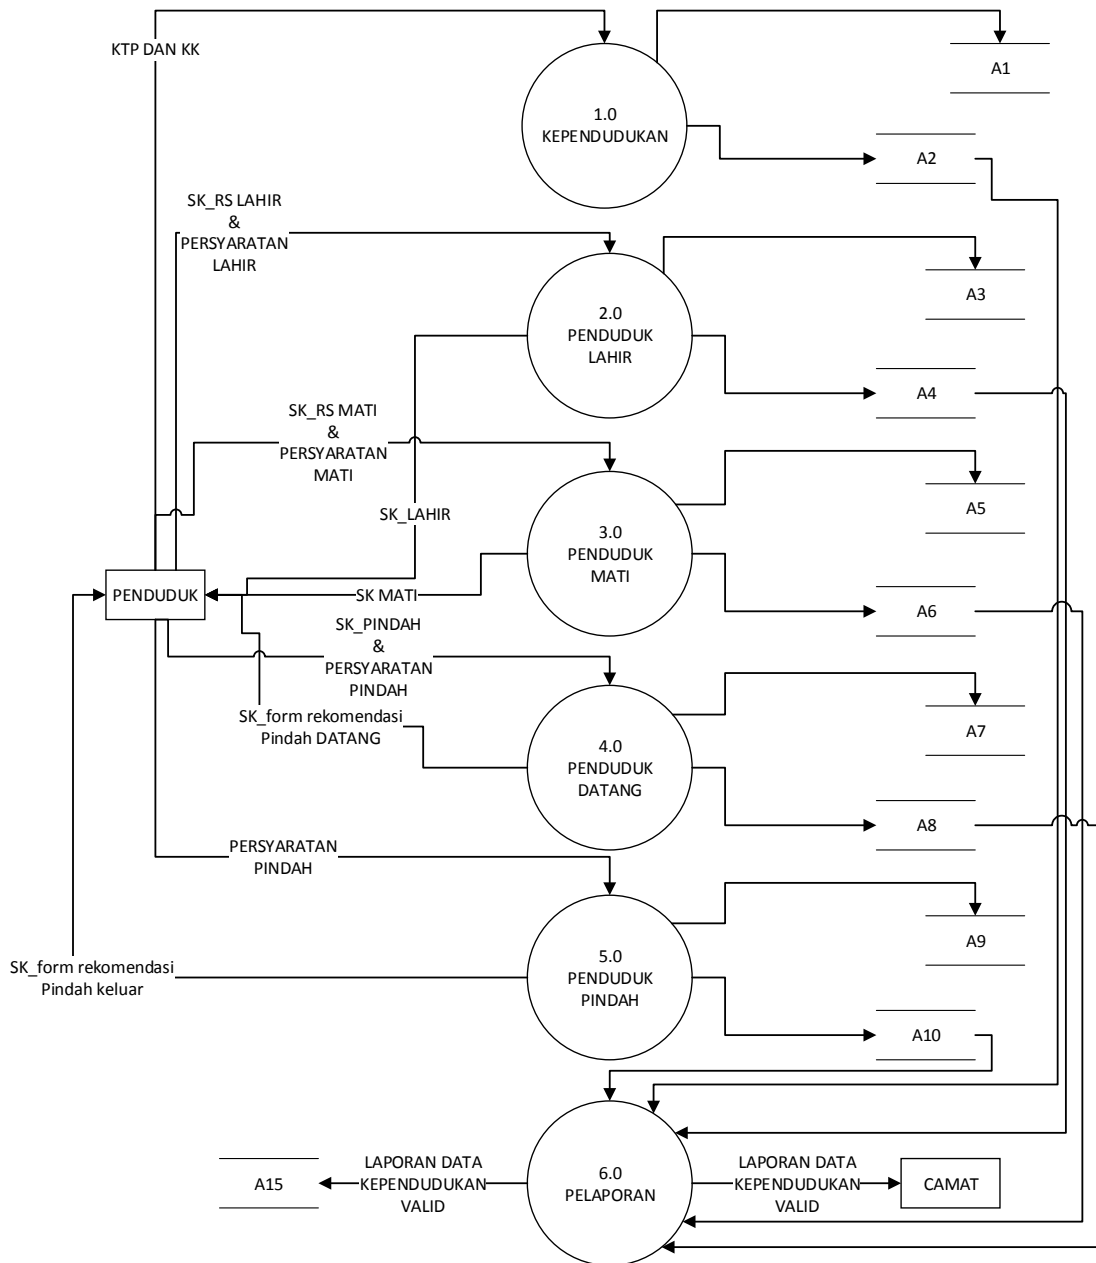 KTP DAN KK
A1
1.0
KEPENDUDUKAN
A2
SK_RS LAHIR
&
PERSYARATAN
LAHIR
A3
2.0
PENDUDUK
LAHIR
A4
SK_RS MATI
&
PERSYARATAN
MATI
A5
SK_LAHIR
3.0
PENDUDUK
MATI
PENDUDUK
SK MATI
A6
SK_PINDAH
&
PERSYARATAN
PINDAH
SK_form rekomendasi
Pindah DATANG
A7
4.0
PENDUDUK
DATANG
A8
PERSYARATAN
PINDAH
A9
SK_form rekomendasi
Pindah keluar
5.0
PENDUDUK
PINDAH
A10
A15
LAPORAN DATA
KEPENDUDUKAN
VALID
6.0
PELAPORAN
LAPORAN DATA
KEPENDUDUKAN
VALID
CAMAT